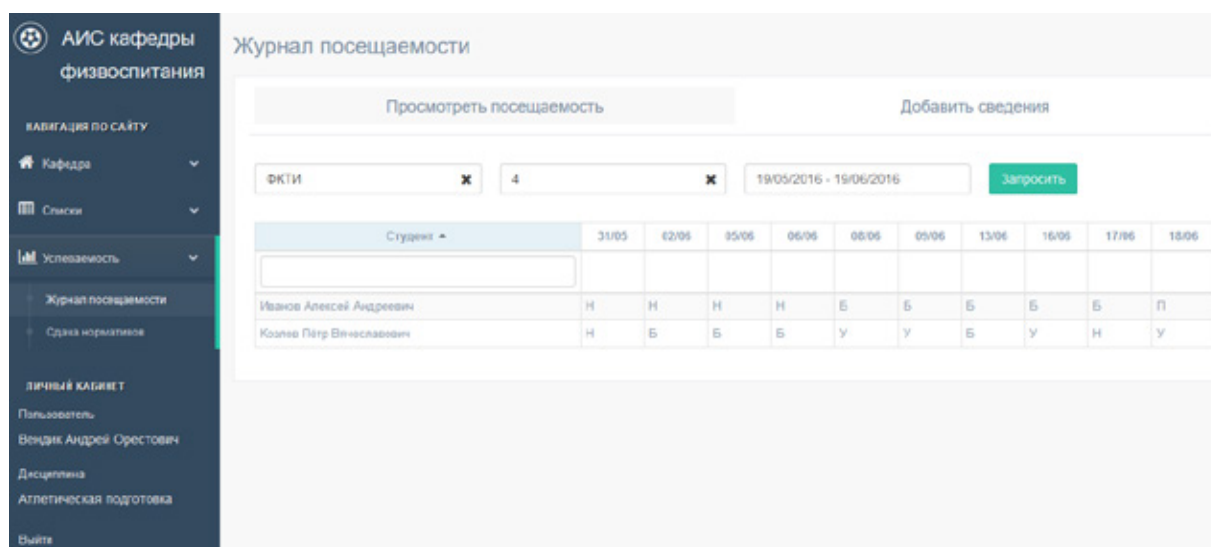 АИС кафедры
физвоспитания
НАВИГАЦИЯ ПО САЙТУ
Кафедра
Списки
Успеваемость
Журнал посещаемости
Сдача нормативов
ЛИЧНЫЙ КАБИНЕТ
Пользователь
Вендик Андрей Орестович
Дисциплина
Атлетическая подготовка
Выйти
Журнал посещаемости
Просмотреть посещаемость Добавить сведения
ФКТИ 4 19/05/2016 - 19/06/2016 Запросить
Студент 31/05 02/06 05/06 06/06 08/06 09/06 13/06 16/06 17/06 18/06
Иванов Алексей Андреевич Н Н Н Н Б Б Б Б Б П
Козлов Пётр Вячеславович Н Б Б Б У У Б У Н У